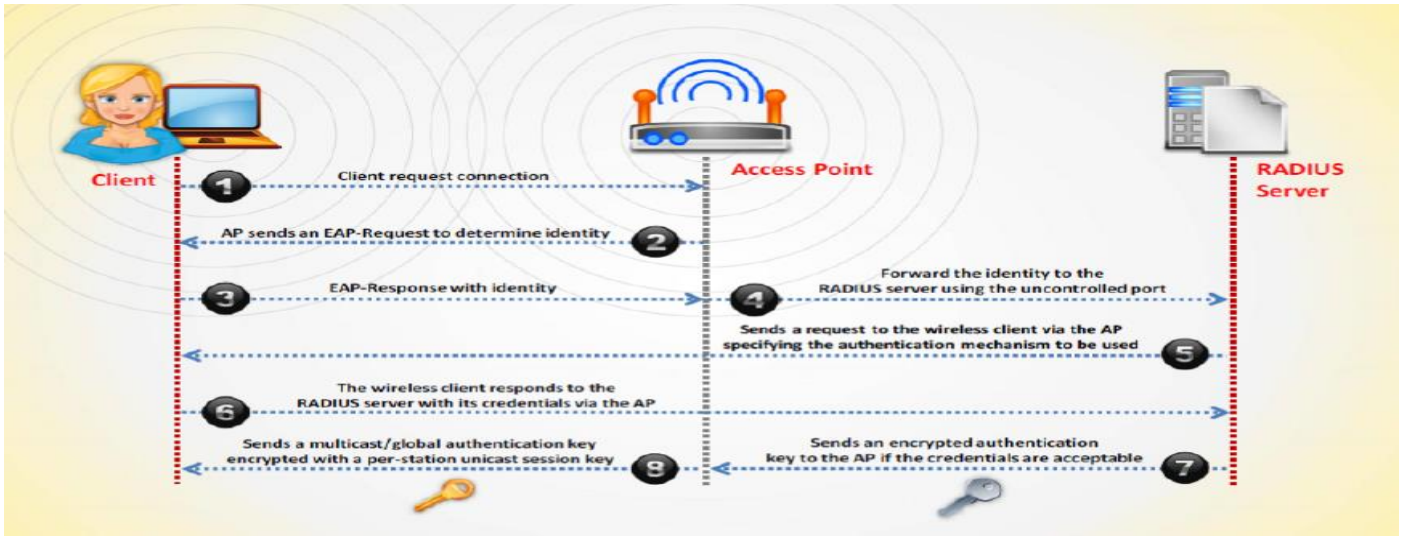 Client
Access Point
RADIUS
Server
1
Client request connection
AP sends an EAP-Request to determine identity
2
3
EAP-Response with identity
4
Forward the identity to the
RADIUS server using the uncontrolled port
Sends a request to the wireless client via the AP
specifying the authentication mechanism to be used
5
The wireless client responds to the
RADIUS server with its credentials via the AP
6
Sends a multicast/global authentication key
encrypted with a per-station unicast session key
8
Sends an encrypted authentication
key to the AP if the credentials are acceptable
7